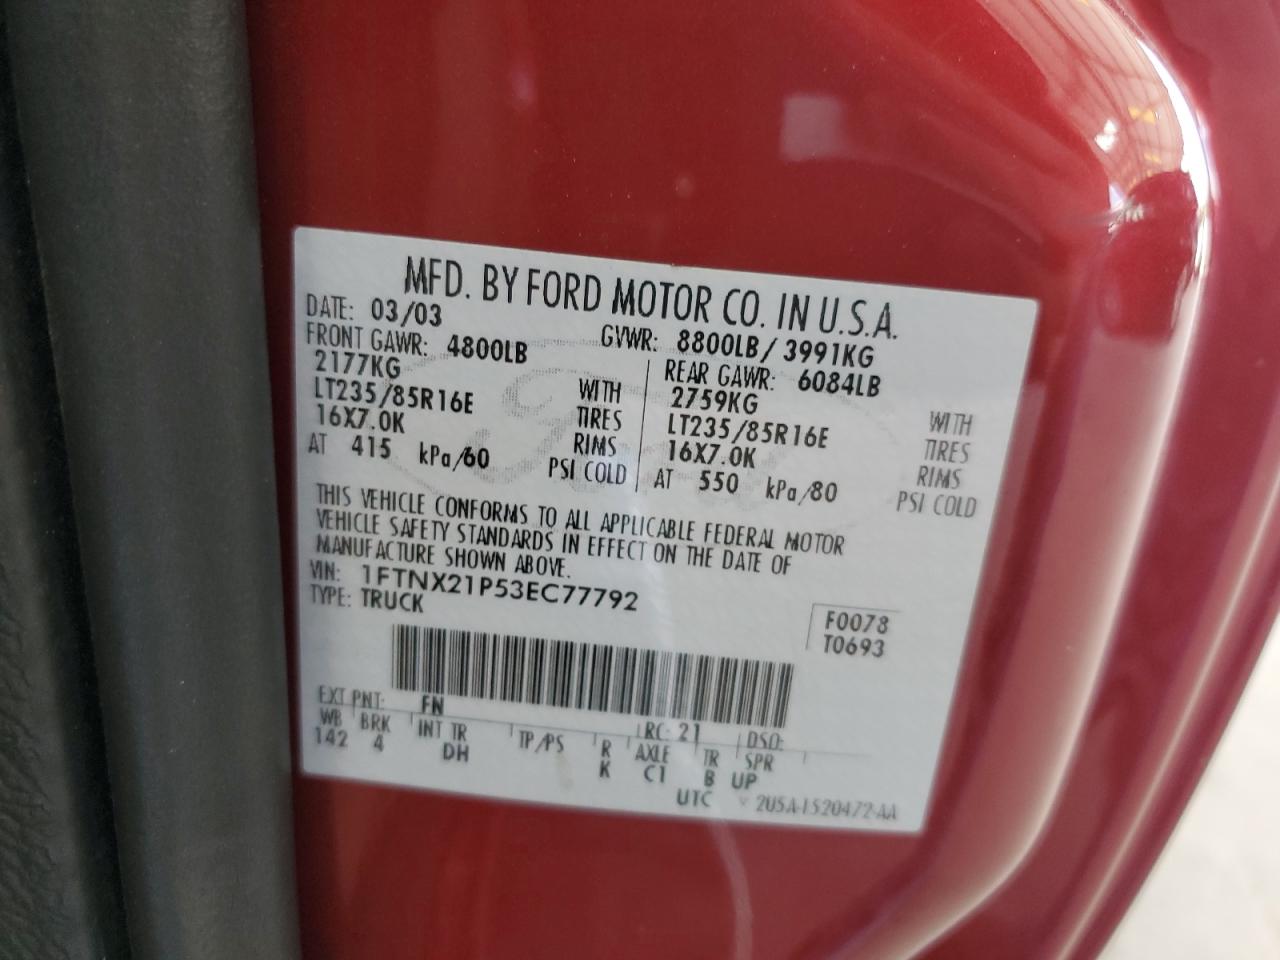 MFD. BY FORD MOTOR CO. IN U.S.A.
DATE: 03/03 GVWR: 8800LB/3991KG
FRONT GAWR: 4800LB REAR GAWR: 6084LB
2177KG WITH 2759KG WITH
LT235/85R16E TIRES LT235/85R16E TIRES
16X7.0K RIMS 16X7.0K RIMS
AT 415 kPa/60 PSI COLD AT 550 kPa/80 PSI COLD
THIS VEHICLE CONFORMS TO ALL APPLICABLE FEDERAL MOTOR
VEHICLE SAFETY STANDARDS IN EFFECT ON THE DATE OF
MANUFACTURE SHOWN ABOVE.
VIN: 1FTNX21P53EC77792
TYPE: TRUCK
F0078
T0693
EXT PNT: FN RC: 21 DSO:
WB BRK INT TR TP/PS R AXLE TR SPR
142 4 DH K C1 B UP
UTC 2U5A-1520472-AA
Ford